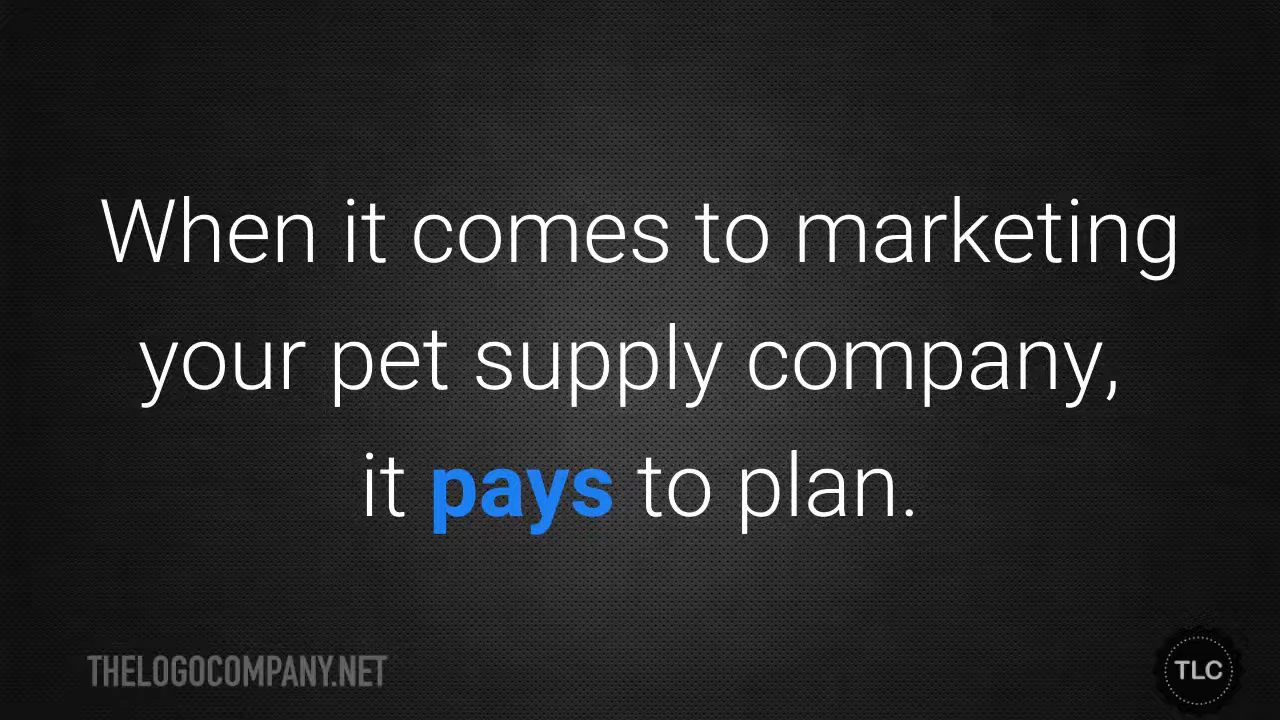 When it comes to marketing
your pet supply company,
it pays to plan.
THELOGOCOMPANY.NET
TLC